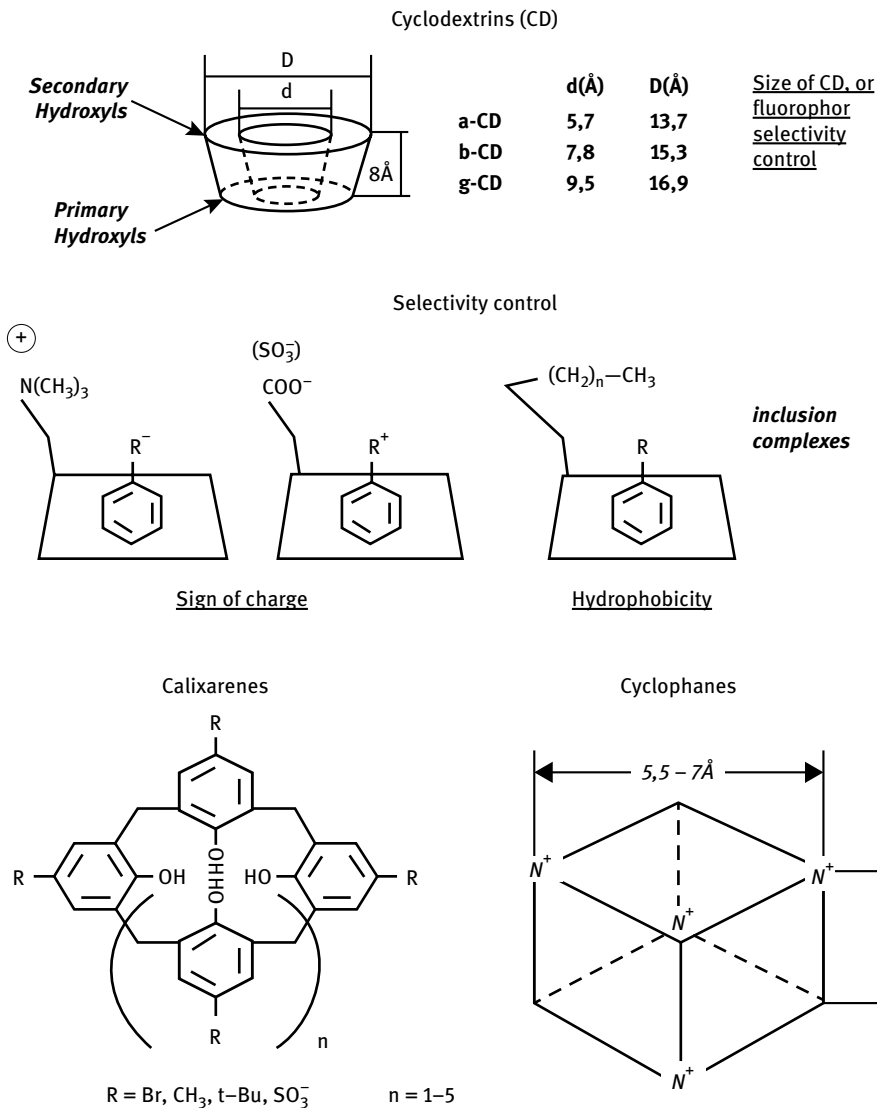 Cyclodextrins (CD)
Secondary
Hydroxyls
D
d
8Å
Primary
Hydroxyls
d(Å) D(Å)
a-CD 5,7 13,7
b-CD 7,8 15,3
g-CD 9,5 16,9
Size of CD, or
fluorophor
selectivity
control
Selectivity control
+
N(CH₃)₃
R⁻
(SO₃⁻)
COO⁻
R⁺
(CH₂)ₙ—CH₃
R
inclusion
complexes
Sign of charge
Hydrophobicity
Calixarenes
R
R
OH
OH
HO
HO
R
R
n
R = Br, CH₃, t–Bu, SO₃⁻ n = 1–5
Cyclophanes
5,5 – 7Å
N⁺
N⁺
N⁺
N⁺